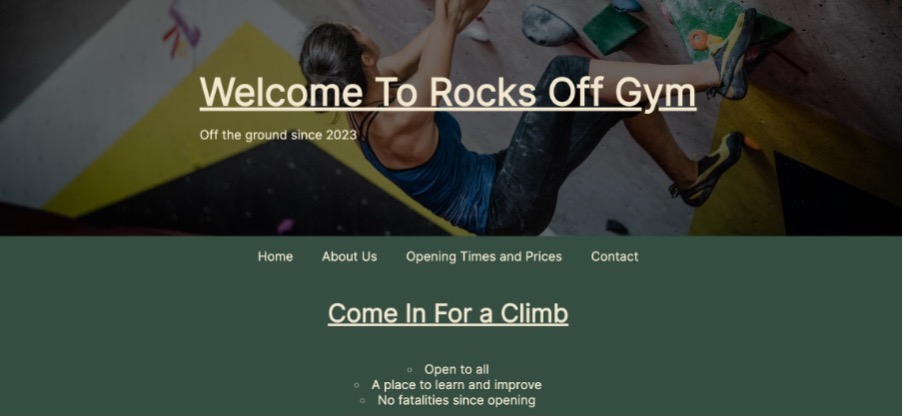 Welcome To Rocks Off Gym
Off the ground since 2023
Home About Us Opening Times and Prices Contact
Come In For a Climb
Open to all
A place to learn and improve
No fatalities since opening